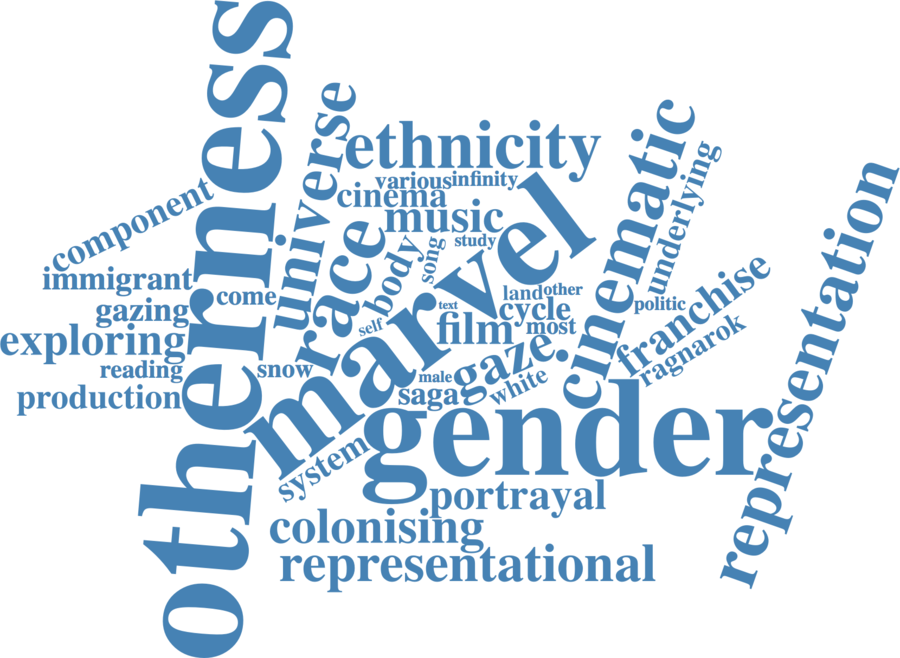 otherness
universe
ethnicity
various
infinity
cinema
music
component
immigrant
gazing
come
exploring
reading
production
race
body
song
study
self
marvel
text
film
land
other
cycle
most
cinematic
underlying
politic
franchise
ragnarok
representation
snow
male
saga
gaze
white
gender
system
portrayal
colonising
representational